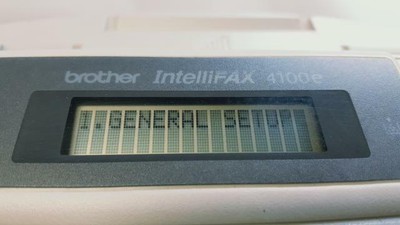 brother IntelliFAX 4100e
1.GENERAL SETUP